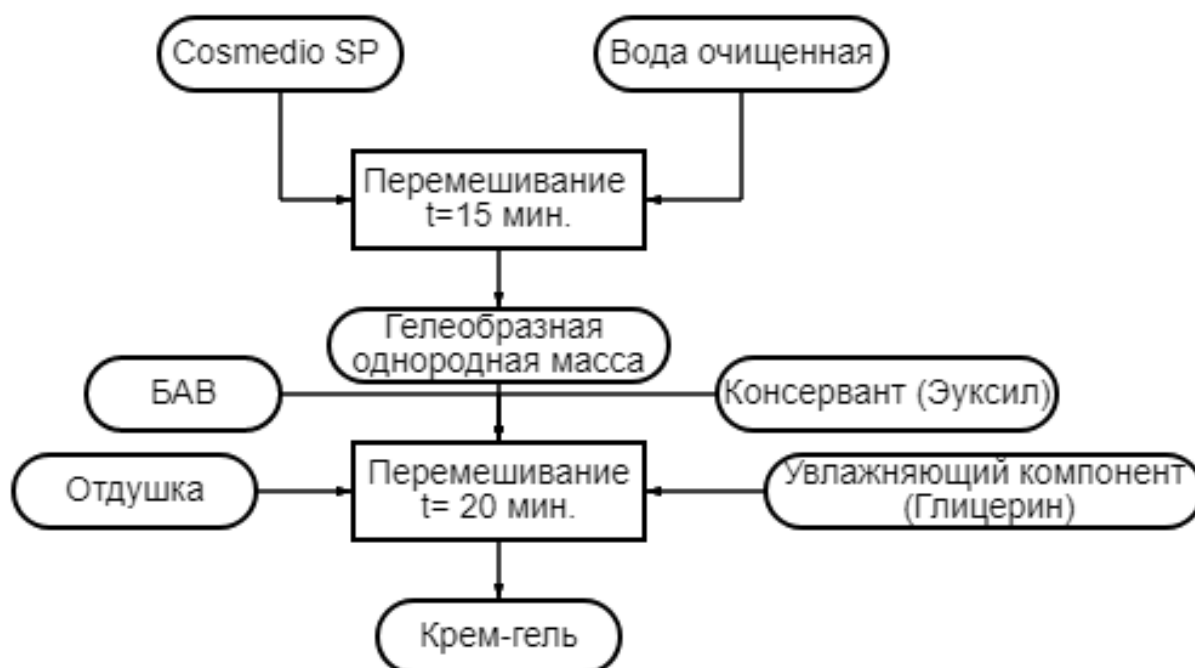 Cosmedio SP
Вода очищенная
Перемешивание
t=15 мин.
Гелеобразная
однородная масса
БАВ
Консервант (Эуксил)
Отдушка
Перемешивание
t= 20 мин.
Увлажняющий компонент
(Глицерин)
Крем-гель